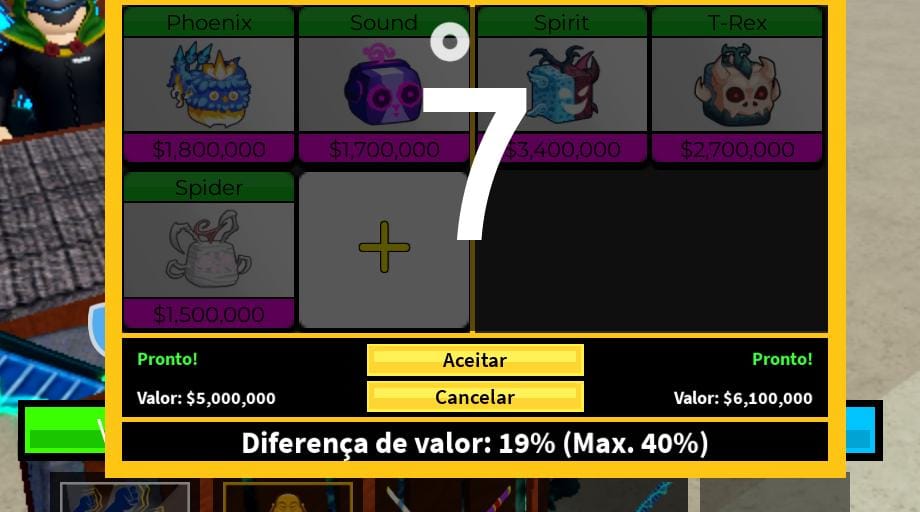 Phoenix
Sound
Spirit
T-Rex
$1,800,000
$1,700,000
$3,400,000
$2,700,000
7
Spider
$1,500,000
Pronto!
Aceitar
Pronto!
Valor: $5,000,000
Cancelar
Valor: $6,100,000
Diferença de valor: 19% (Max. 40%)